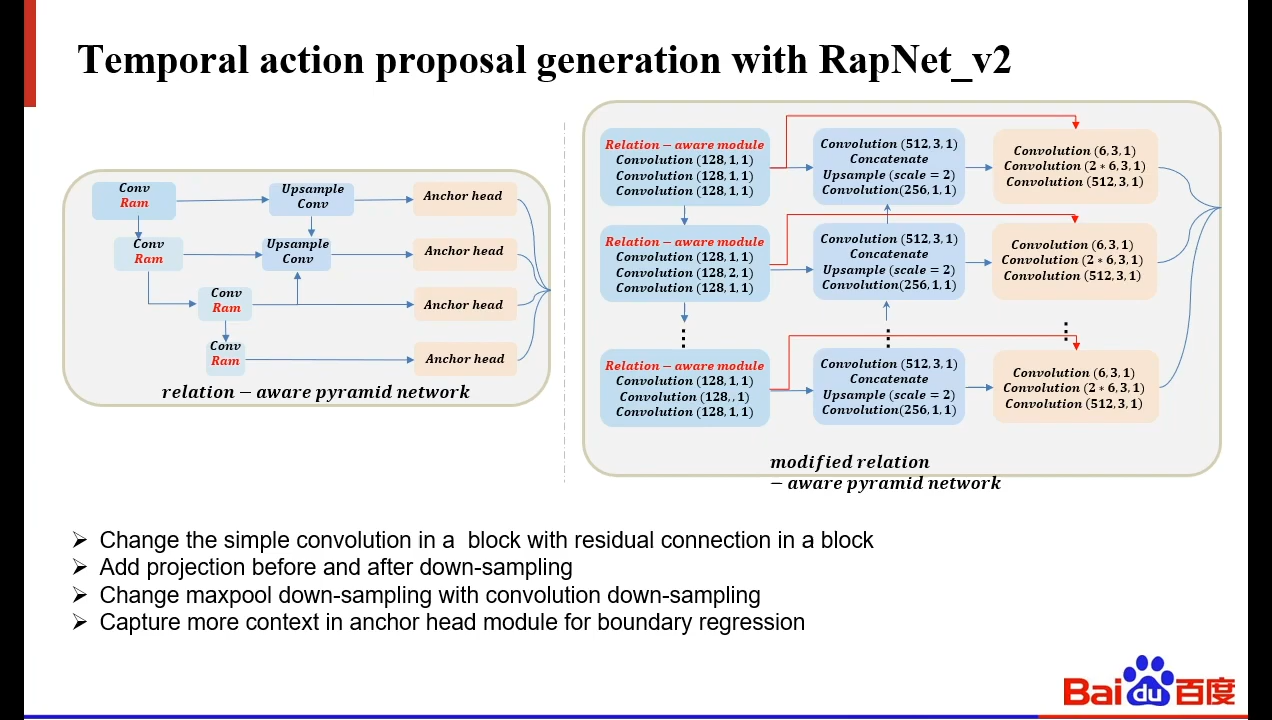 Temporal action proposal generation with RapNet_v2
Conv
Ram
Upsample
Conv
Anchor head
Conv
Ram
Upsample
Conv
Anchor head
Conv
Ram
Anchor head
Conv
Ram
Anchor head
relation − aware pyramid network
Relation − aware module
Convolution (128, 1, 1)
Convolution (128, 1, 1)
Convolution (128, 1, 1)
Convolution (512, 3, 1)
Concatenate
Upsample (scale = 2)
Convolution(256, 1, 1)
Convolution (6, 3, 1)
Convolution (2 * 6, 3, 1)
Convolution (512, 3, 1)
Relation − aware module
Convolution (128, 1, 1)
Convolution (128, 2, 1)
Convolution (128, 1, 1)
Convolution (512, 3, 1)
Concatenate
Upsample (scale = 2)
Convolution(256, 1, 1)
Convolution (6, 3, 1)
Convolution (2 * 6, 3, 1)
Convolution (512, 3, 1)
Relation − aware module
Convolution (128, 1, 1)
Convolution (128, , 1)
Convolution (128, 1, 1)
Convolution (512, 3, 1)
Concatenate
Upsample (scale = 2)
Convolution(256, 1, 1)
Convolution (6, 3, 1)
Convolution (2 * 6, 3, 1)
Convolution (512, 3, 1)
modified relation
− aware pyramid network
➢ Change the simple convolution in a  block with residual connection in a block
➢ Add projection before and after down-sampling
➢ Change maxpool down-sampling with convolution down-sampling
➢ Capture more context in anchor head module for boundary regression
Bai du 百度